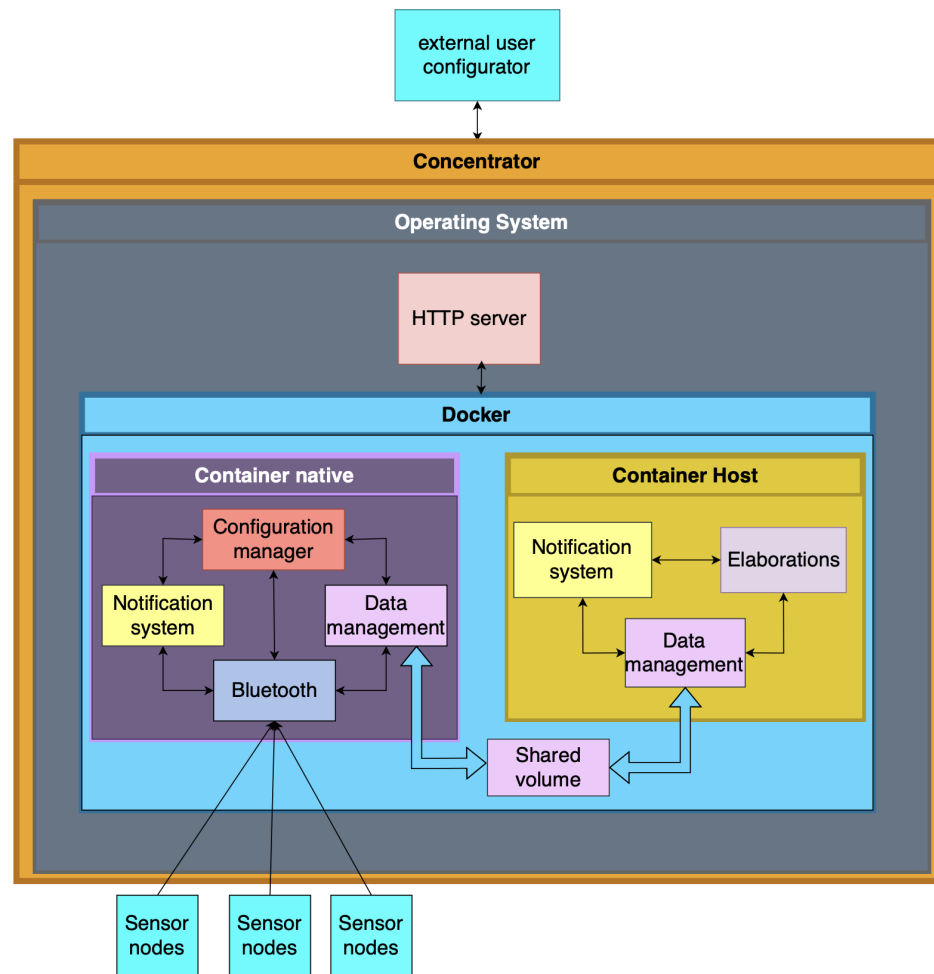 external user
configurator
Concentrator
Operating System
HTTP server
Docker
Container native
Container Host
Configuration
manager
Notification
system
Data
management
Bluetooth
Notification
system
Elaborations
Data
management
Shared
volume
Sensor
nodes
Sensor
nodes
Sensor
nodes